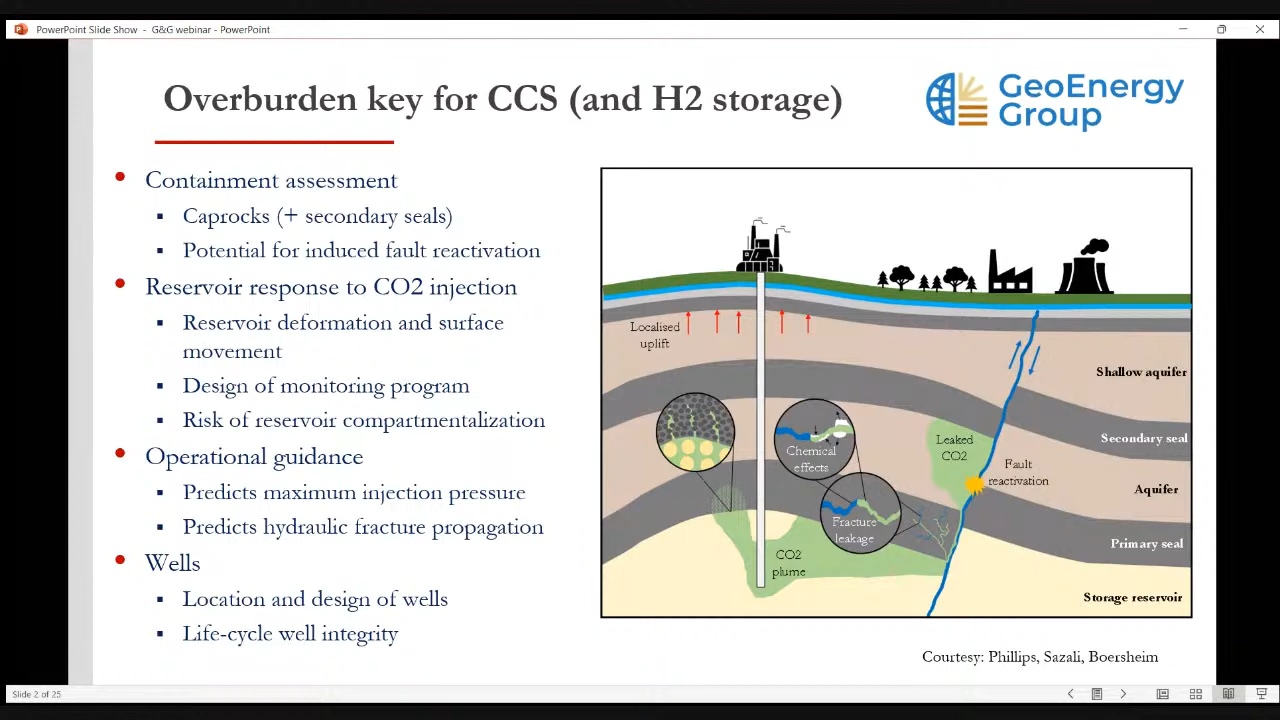 PowerPoint Slide Show - G&G webinar - PowerPoint
Overburden key for CCS (and H2 storage)
GeoEnergy
Group
• Containment assessment
▪ Caprocks (+ secondary seals)
▪ Potential for induced fault reactivation
• Reservoir response to CO2 injection
▪ Reservoir deformation and surface
movement
▪ Design of monitoring program
▪ Risk of reservoir compartmentalization
• Operational guidance
▪ Predicts maximum injection pressure
▪ Predicts hydraulic fracture propagation
• Wells
▪ Location and design of wells
▪ Life-cycle well integrity
Localised
uplift
Shallow aquifer
Secondary seal
Leaked
CO2
Chemical
effects
Fault
reactivation
Aquifer
Fracture
leakage
Primary seal
CO2
plume
Storage reservoir
Courtesy: Phillips, Sazali, Boersheim
Slide 2 of 25